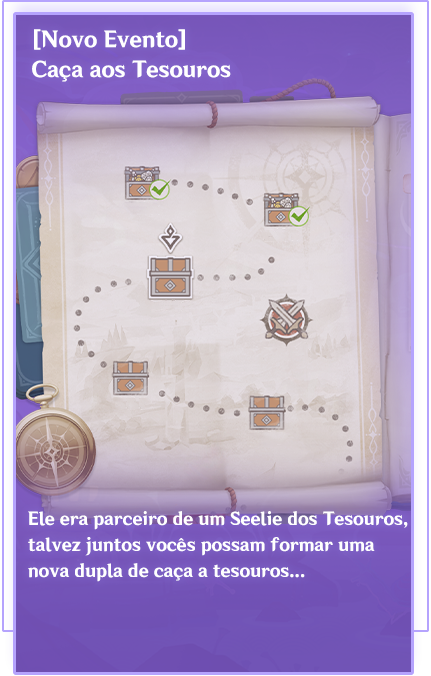 [Novo Evento]
Caça aos Tesouros
Ele era parceiro de um Seelie dos Tesouros,
talvez juntos vocês possam formar uma
nova dupla de caça a tesouros...